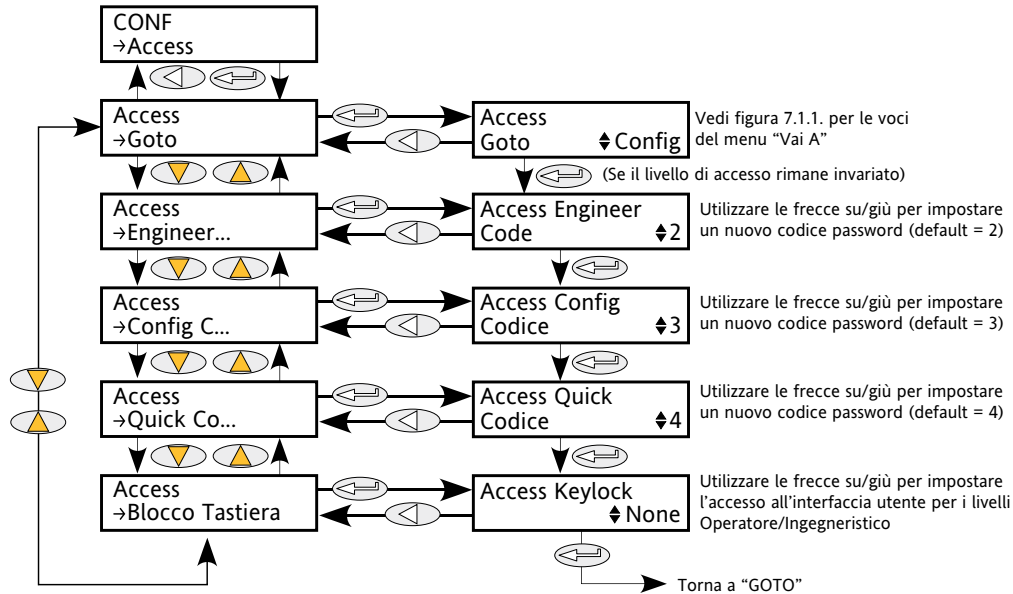 CONF
→Access
Access
→Goto
Access
Goto ♦Config
Vedi figura 7.1.1. per le voci
del menu “Vai A”
(Se il livello di accesso rimane invariato)
Access
→Engineer...
Access Engineer
Code ♦2
Utilizzare le frecce su/giù per impostare
un nuovo codice password (default = 2)
Access
→Config C...
Access Config
Codice ♦3
Utilizzare le frecce su/giù per impostare
un nuovo codice password (default = 3)
Access
→Quick Co...
Access Quick
Codice ♦4
Utilizzare le frecce su/giù per impostare
un nuovo codice password (default = 4)
Access
→Blocco Tastiera
Access Keylock
♦None
Utilizzare le frecce su/giù per impostare
l’accesso all’interfaccia utente per i livelli
Operatore/Ingegneristico
Torna a “GOTO”